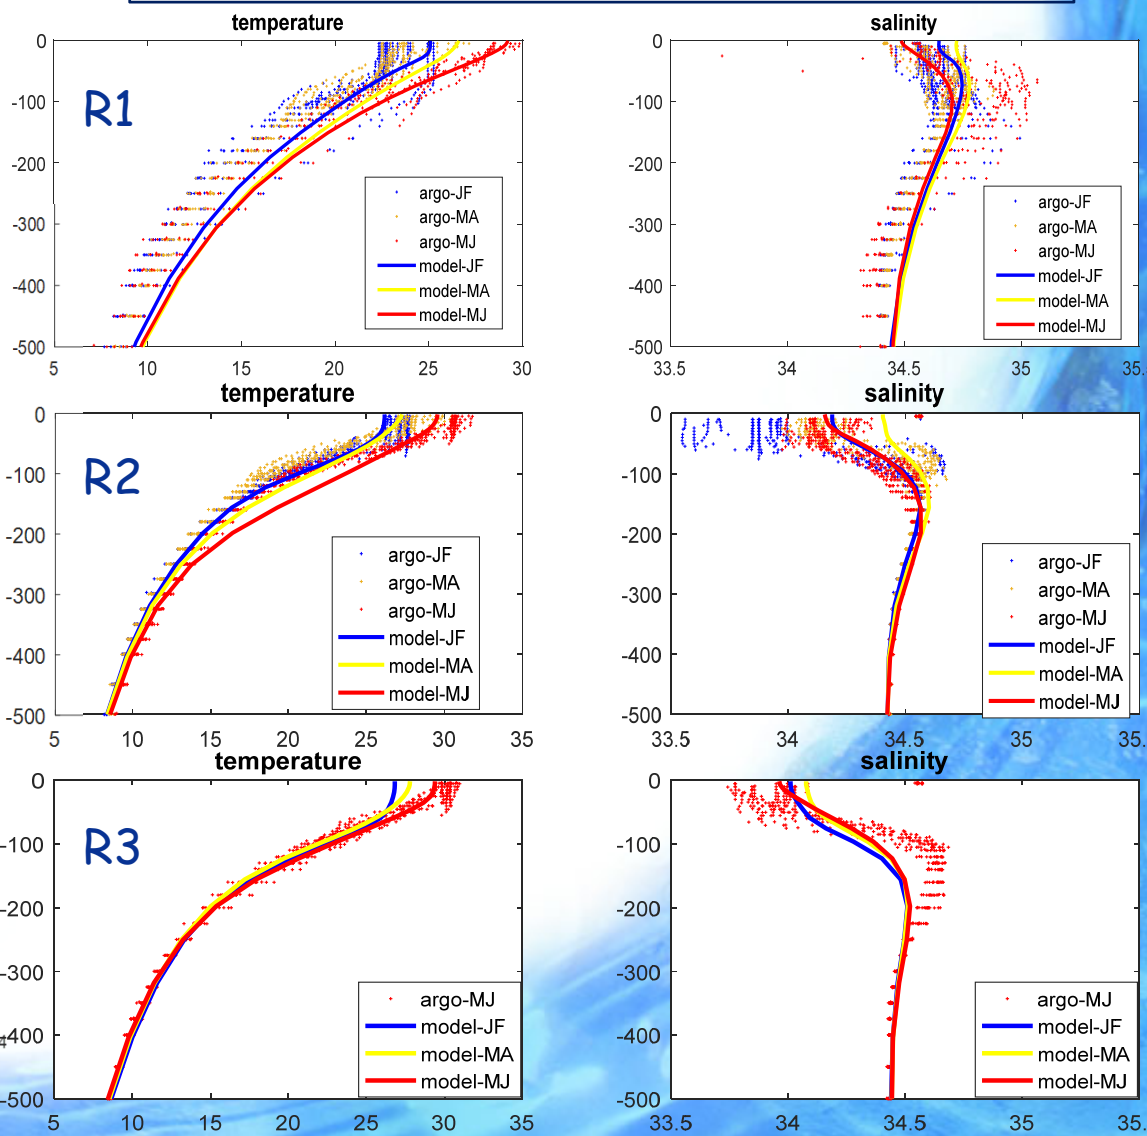 temperature
salinity
R1
0
-100
-200
-300
-400
-500
5
10
15
20
25
30
argo-JF
argo-MA
argo-MJ
model-JF
model-MA
model-MJ
0
-100
-200
-300
-400
-500
33.5
34
34.5
35
35.
argo-JF
argo-MA
argo-MJ
model-JF
model-MA
model-MJ
temperature
salinity
R2
0
-100
-200
-300
-400
-500
5
10
15
20
25
30
35
argo-JF
argo-MA
argo-MJ
model-JF
model-MA
model-MJ
0
-100
-200
-300
-400
-500
33.5
34
34.5
35
35.
argo-JF
argo-MA
argo-MJ
model-JF
model-MA
model-MJ
temperature
salinity
R3
0
-100
-200
-300
-400
-500
5
10
15
20
25
30
35
argo-MJ
model-JF
model-MA
model-MJ
0
-100
-200
-300
-400
-500
33.5
34
34.5
35
35.
argo-MJ
model-JF
model-MA
model-MJ